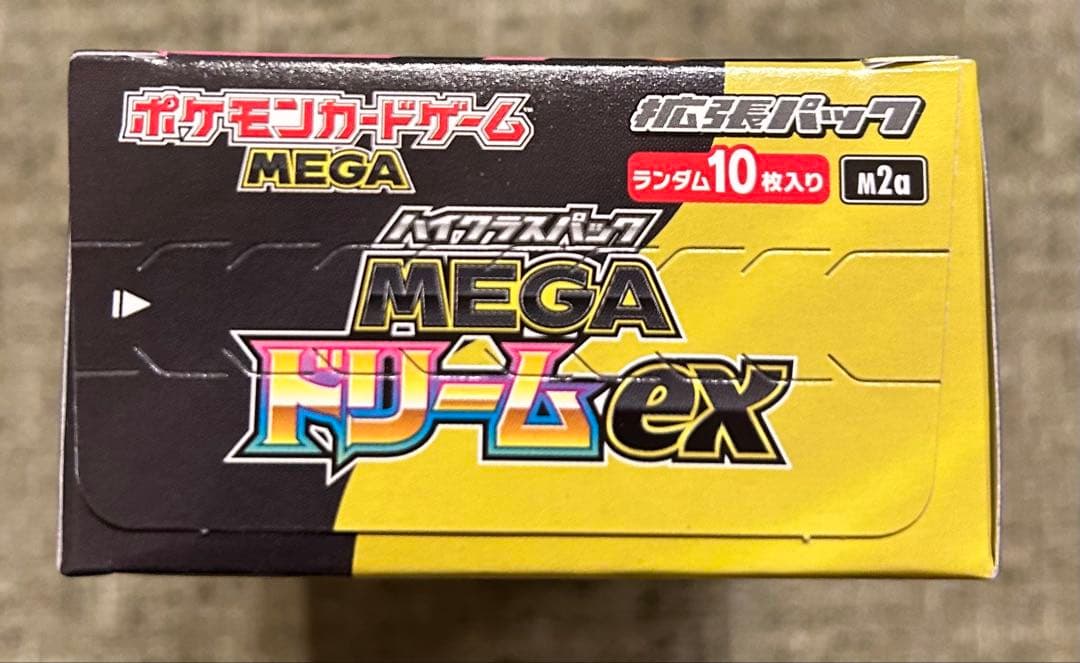 ポケモンカードゲーム™
MEGA
拡張パック
ランダム10枚入り
M2a
ハイクラスパック
MEGA
ドリームex